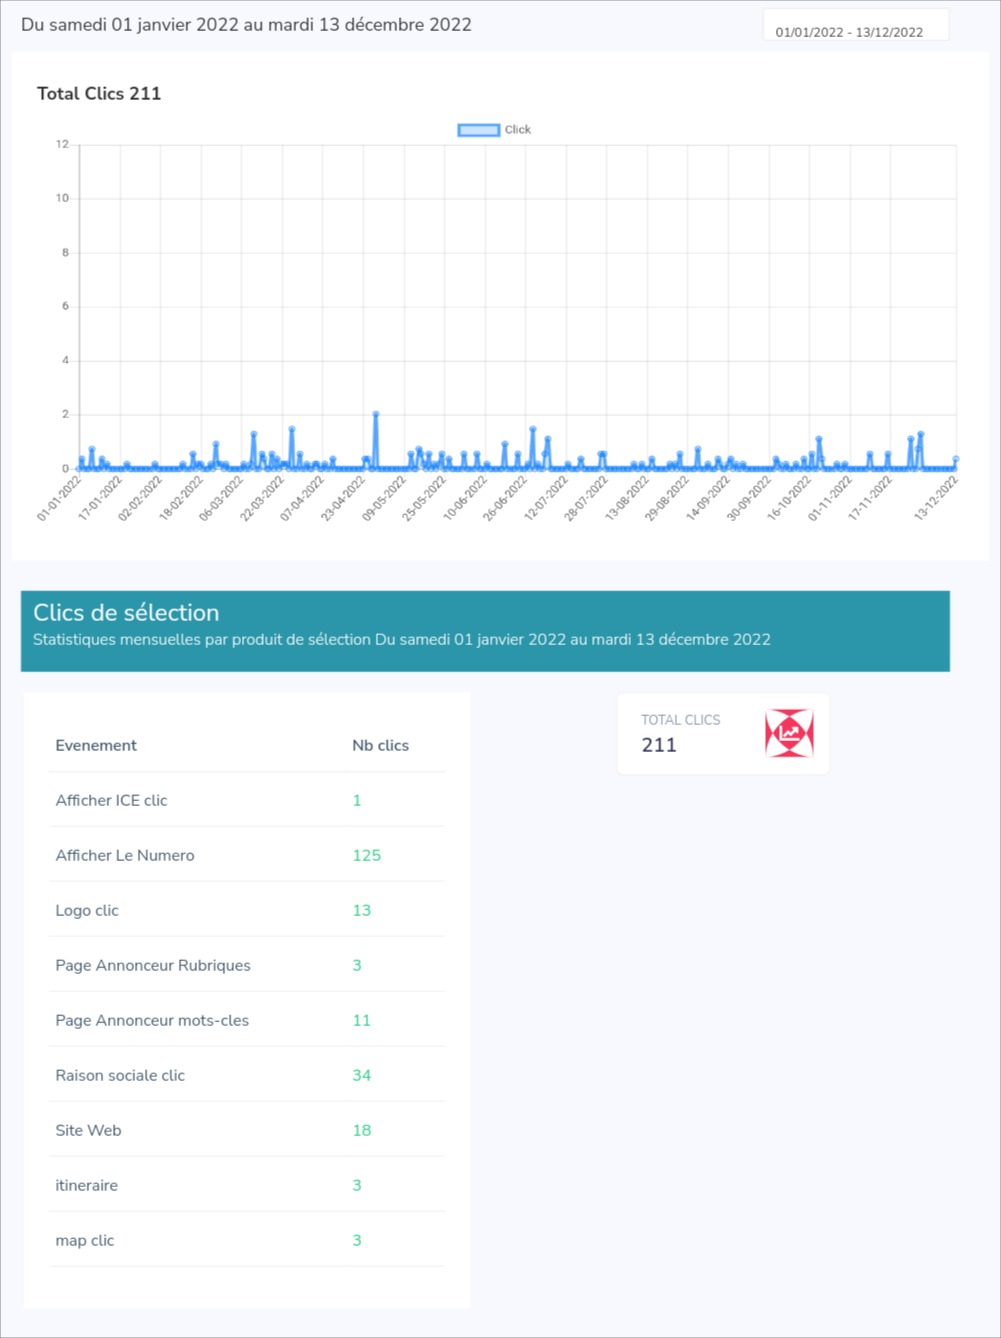 Du samedi 01 janvier 2022 au mardi 13 décembre 2022
01/01/2022 - 13/12/2022
Total Clics 211
Click
12
10
8
6
4
2
0
01-01-2022
17-01-2022
02-02-2022
18-02-2022
06-03-2022
22-03-2022
07-04-2022
23-04-2022
09-05-2022
25-05-2022
10-06-2022
26-06-2022
12-07-2022
28-07-2022
13-08-2022
29-08-2022
14-09-2022
30-09-2022
16-10-2022
01-11-2022
17-11-2022
13-12-2022
Clics de sélection
Statistiques mensuelles par produit de sélection Du samedi 01 janvier 2022 au mardi 13 décembre 2022
TOTAL CLICS
211
Evenement Nb clics
Afficher ICE clic 1
Afficher Le Numero 125
Logo clic 13
Page Annonceur Rubriques 3
Page Annonceur mots-cles 11
Raison sociale clic 34
Site Web 18
itineraire 3
map clic 3